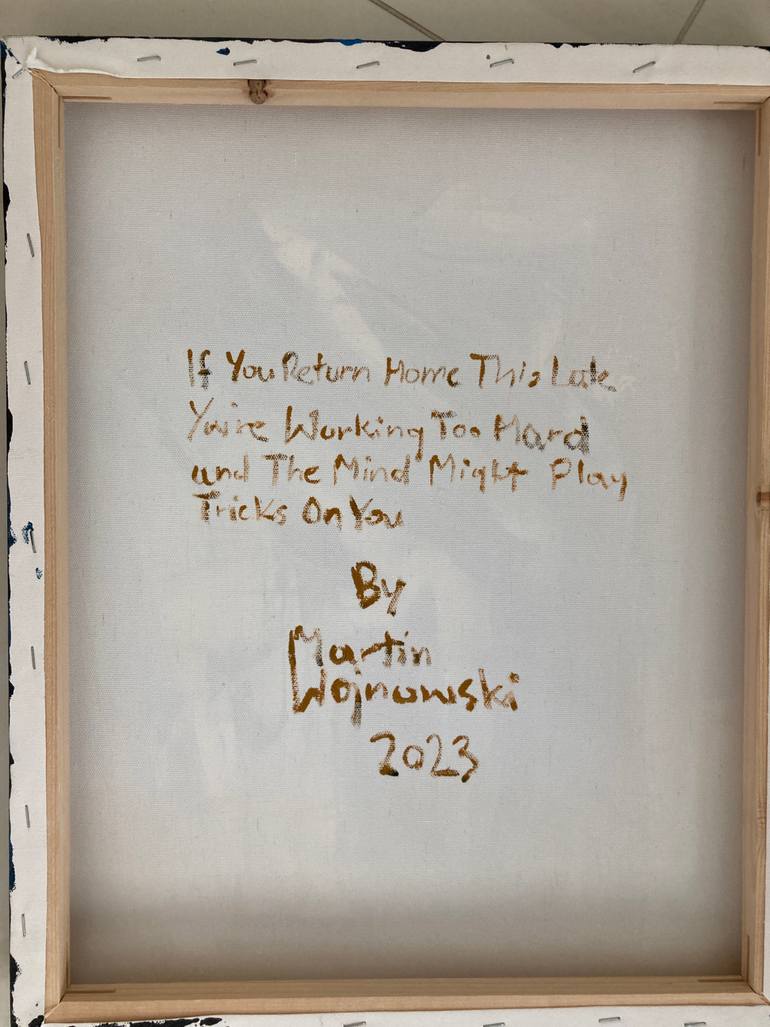 If You Return Home This Late
You're Working Too Hard
and The Mind Might Play
Tricks On You
By
Martin
Wojnowski
2023